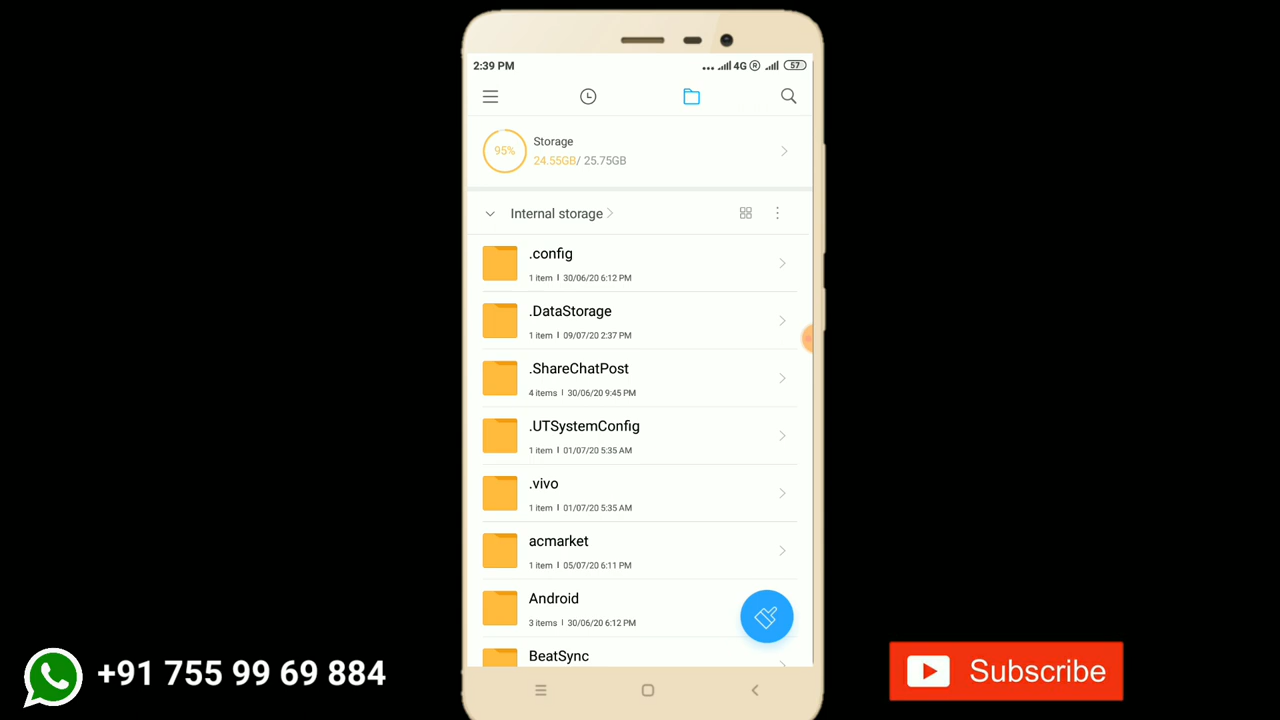 2:39 PM
4G R 57
95%
Storage
24.55GB/ 25.75GB
Internal storage
.config
1 item | 30/06/20 6:12 PM
.DataStorage
1 item | 09/07/20 2:37 PM
.ShareChatPost
4 items | 30/06/20 9:45 PM
.UTSystemConfig
1 item | 01/07/20 5:35 AM
.vivo
1 item | 01/07/20 5:35 AM
acmarket
1 item | 05/07/20 6:11 PM
Android
3 items | 30/06/20 6:12 PM
BeatSync
+91 755 99 69 884
Subscribe